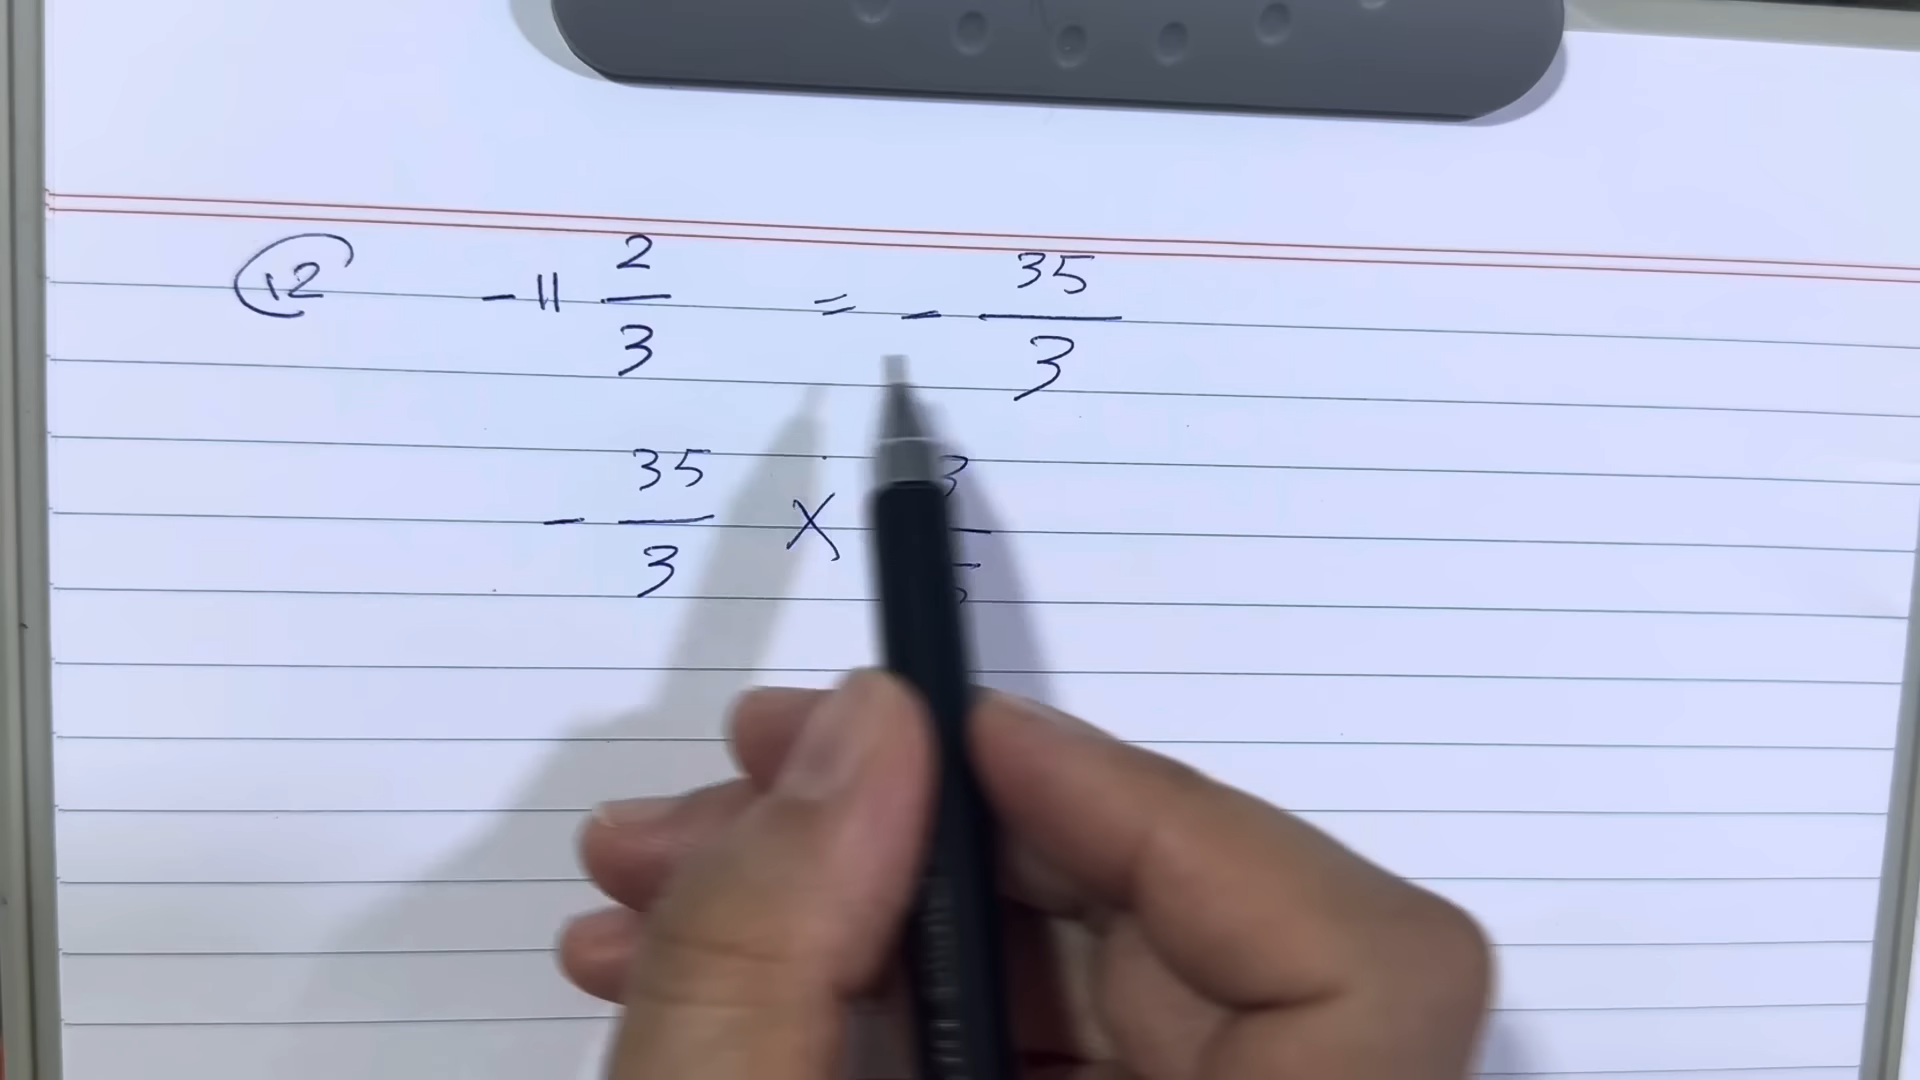 (12) - 11 2/3 = - 35/3
- 35/3 X